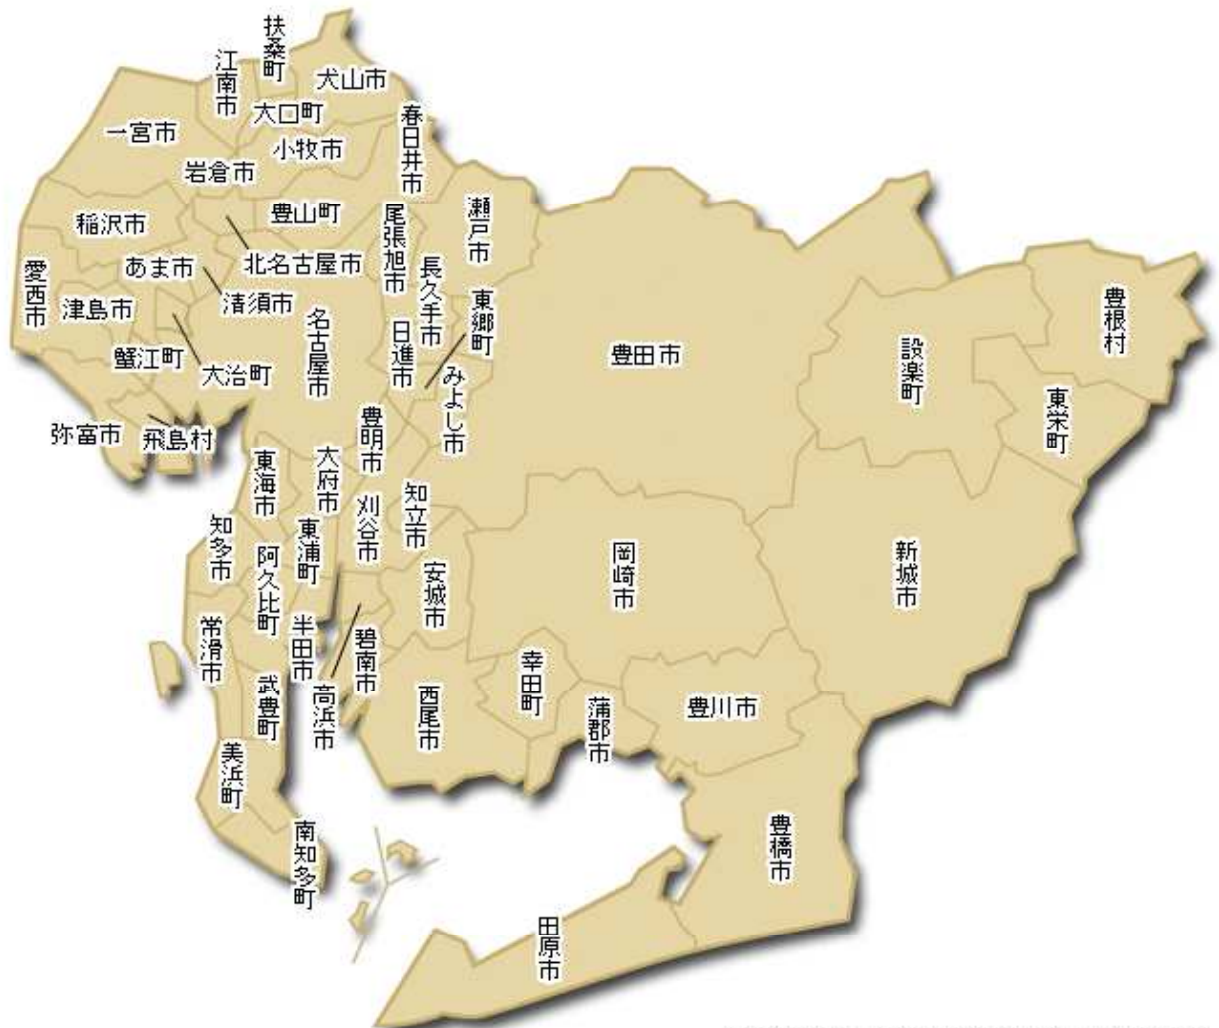 扶桑町
江南市
犬山市
大口町
春日井市
一宮市
小牧市
岩倉市
瀬戸市
豊山町
稲沢市
尾張旭市
北名古屋市
あま市
長久手市
愛西市
清須市
津島市
東郷町
豊根村
名古屋市
日進市
豊田市
設楽町
蟹江町
大治町
みよし市
東栄町
弥富市
飛島村
豊明市
東海市
大府市
知立市
刈谷市
知多市
東浦町
阿久比町
岡崎市
新城市
安城市
常滑市
半田市
碧南市
武豊町
高浜市
西尾市
幸田町
蒲郡市
豊川市
美浜町
南知多町
豊橋市
田原市